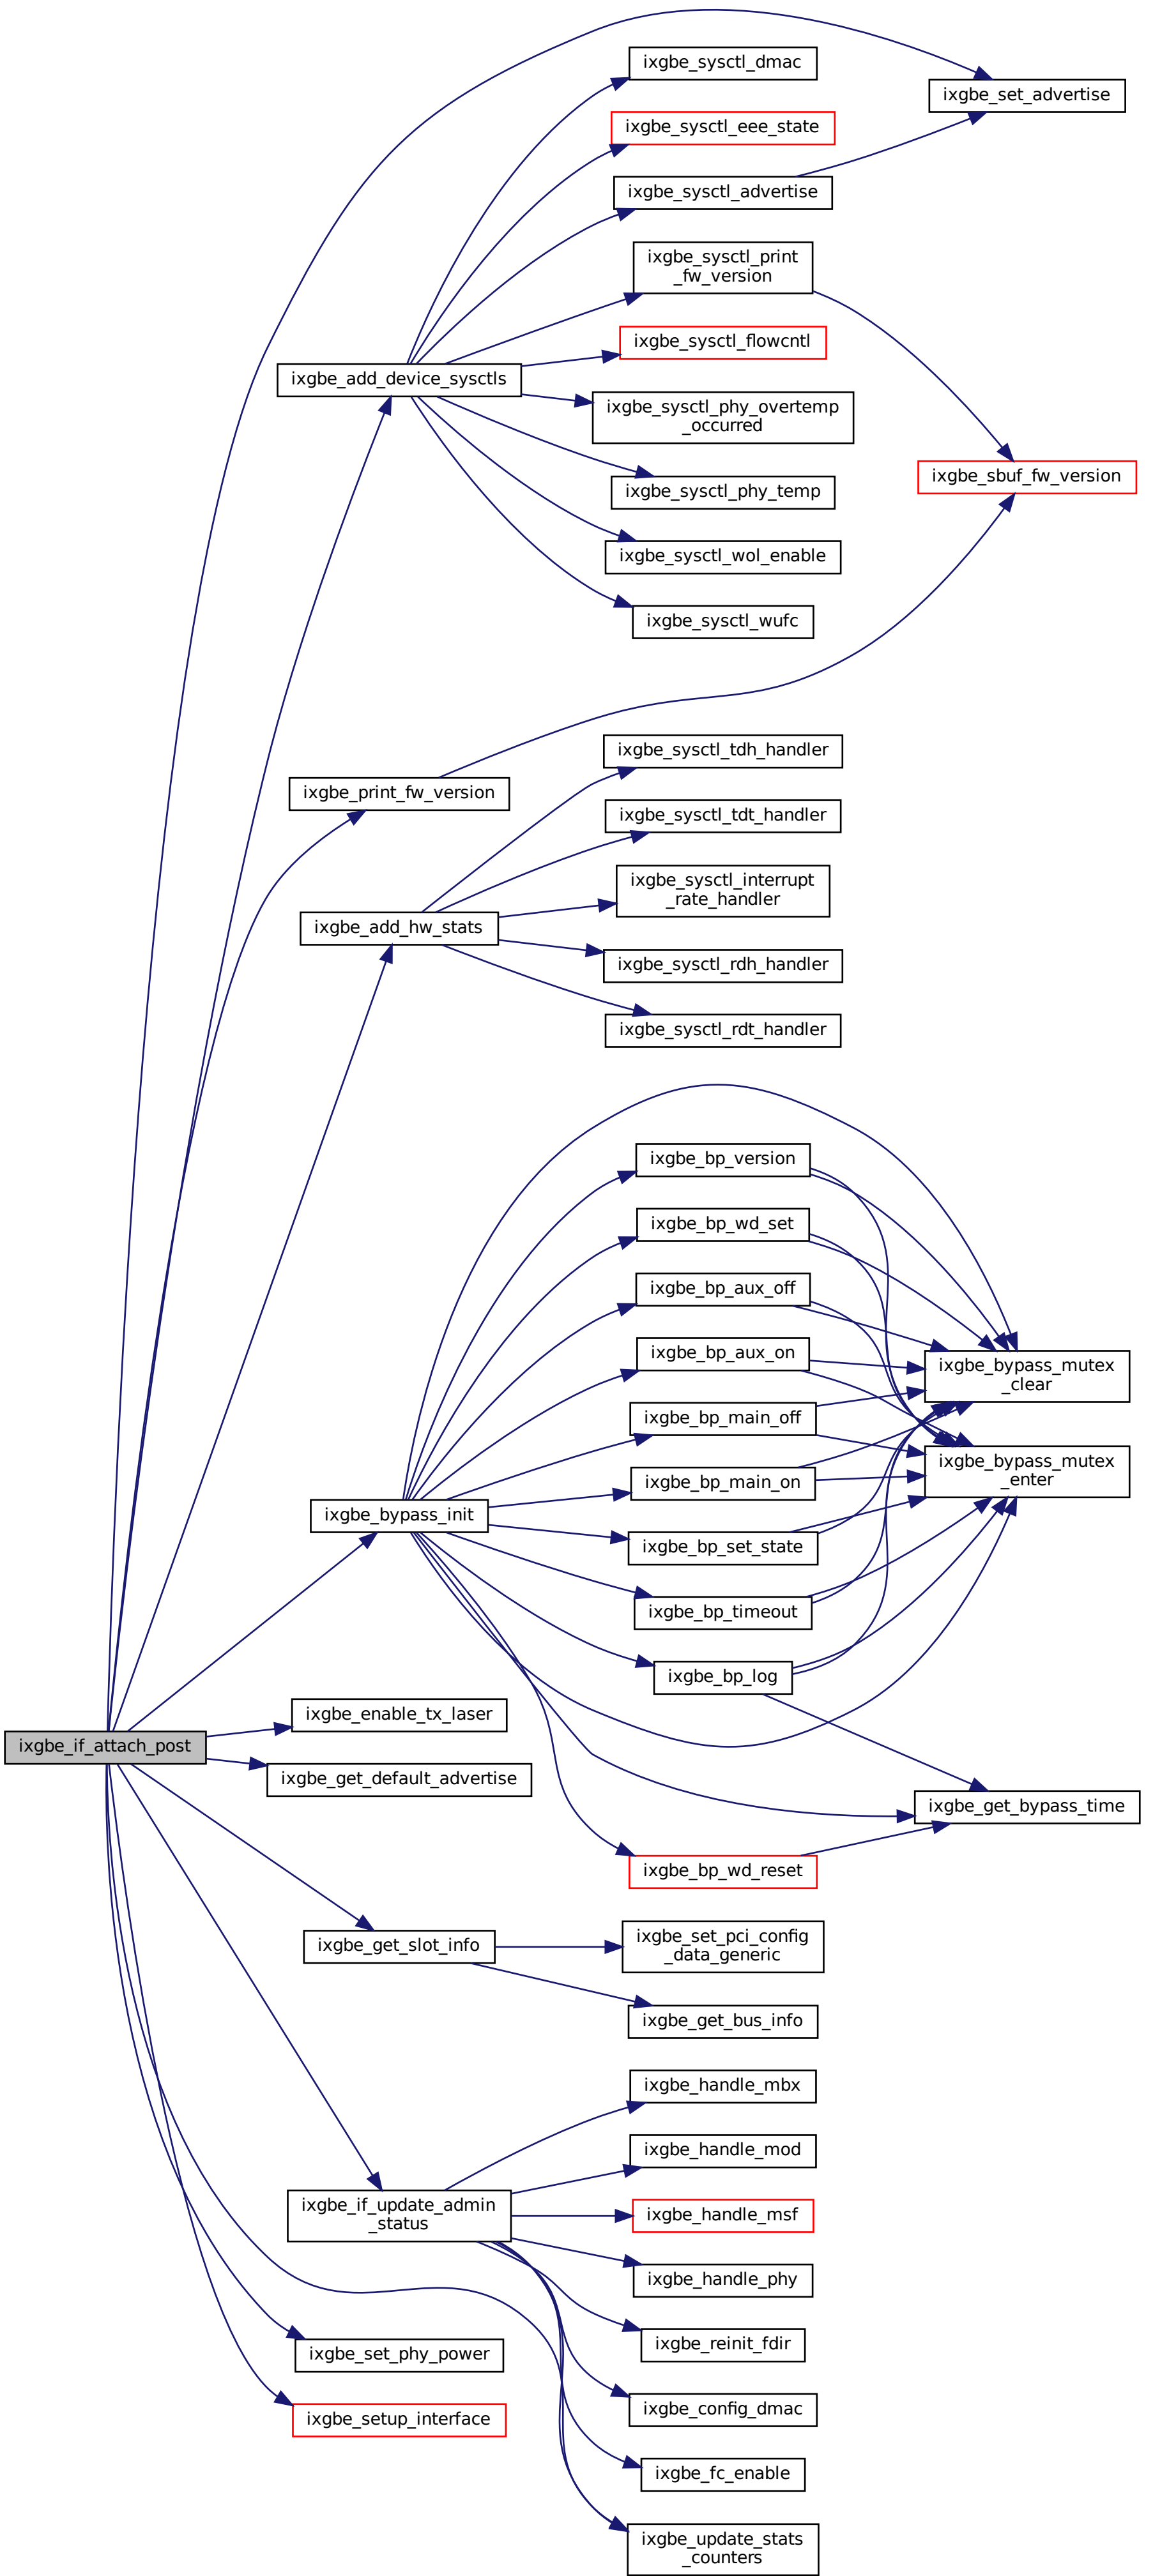 ixgbe_sysctl_dmac
ixgbe_set_advertise
ixgbe_sysctl_eee_state
ixgbe_sysctl_advertise
ixgbe_sysctl_print
_fw_version
ixgbe_sysctl_flowcntl
ixgbe_add_device_sysctls
ixgbe_sysctl_phy_overtemp
_occurred
ixgbe_sbuf_fw_version
ixgbe_sysctl_phy_temp
ixgbe_sysctl_wol_enable
ixgbe_sysctl_wufc
ixgbe_sysctl_tdh_handler
ixgbe_print_fw_version
ixgbe_sysctl_tdt_handler
ixgbe_sysctl_interrupt
_rate_handler
ixgbe_add_hw_stats
ixgbe_sysctl_rdh_handler
ixgbe_sysctl_rdt_handler
ixgbe_bp_version
ixgbe_bp_wd_set
ixgbe_bp_aux_off
ixgbe_bp_aux_on
ixgbe_bypass_mutex
_clear
ixgbe_bp_main_off
ixgbe_bypass_mutex
_enter
ixgbe_bp_main_on
ixgbe_bypass_init
ixgbe_bp_set_state
ixgbe_bp_timeout
ixgbe_bp_log
ixgbe_enable_tx_laser
ixgbe_if_attach_post
ixgbe_get_default_advertise
ixgbe_get_bypass_time
ixgbe_bp_wd_reset
ixgbe_get_slot_info
ixgbe_set_pci_config
_data_generic
ixgbe_get_bus_info
ixgbe_handle_mbx
ixgbe_handle_mod
ixgbe_if_update_admin
_status
ixgbe_handle_msf
ixgbe_handle_phy
ixgbe_reinit_fdir
ixgbe_set_phy_power
ixgbe_config_dmac
ixgbe_setup_interface
ixgbe_fc_enable
ixgbe_update_stats
_counters